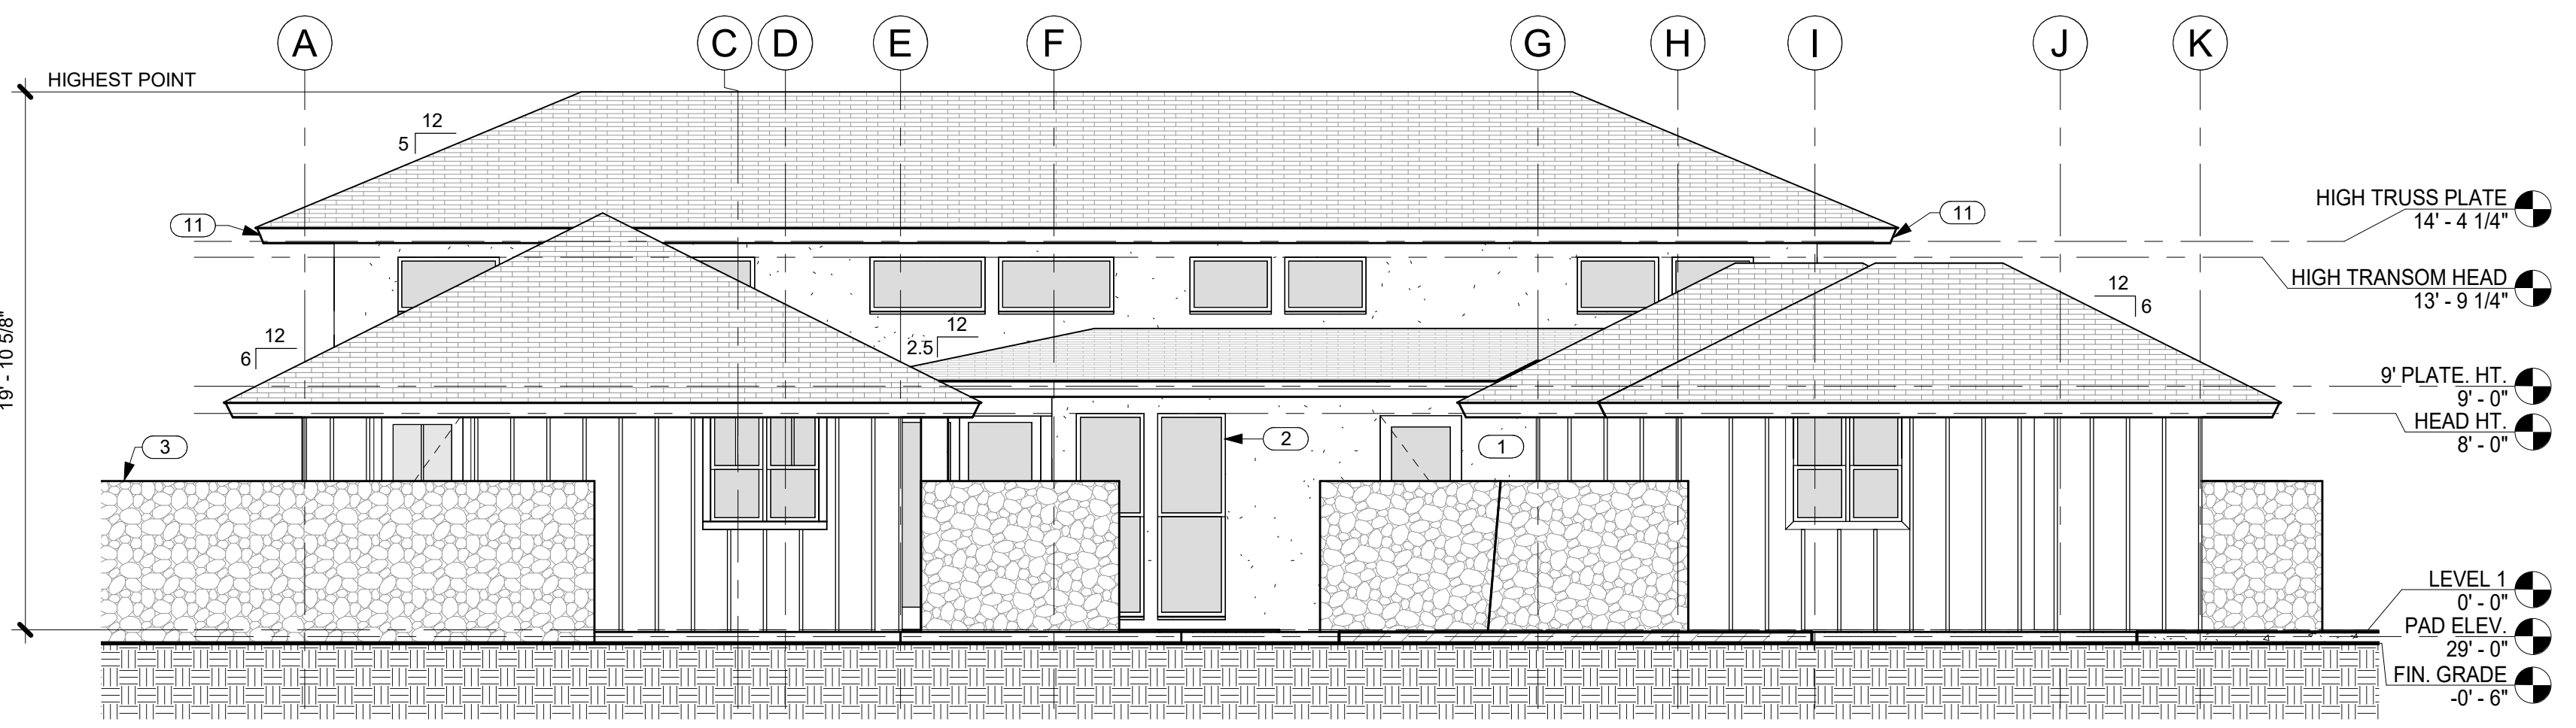 A C D E F G H I J K
HIGHEST POINT
12
5
11
11
HIGH TRUSS PLATE
14' - 4 1/4"
HIGH TRANSOM HEAD
13' - 9 1/4"
12
6
12
6
12
2.5
19' - 10 5/8"
9' PLATE. HT.
9' - 0"
HEAD HT.
8' - 0"
3
2
1
LEVEL 1
0' - 0"
PAD ELEV.
29' - 0"
FIN. GRADE
-0' - 6"